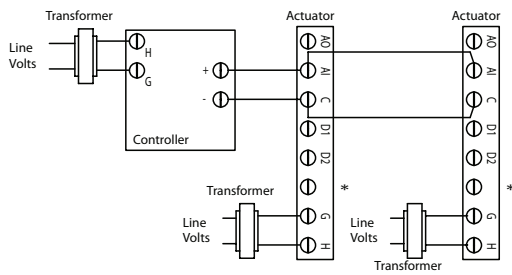 Transformer
Line
Volts
H
G
+
-
Controller
Actuator
AO
AI
C
D1
D2
*
G
H
Transformer
Line
Volts
Actuator
AO
AI
C
D1
D2
*
G
H
Line
Volts
Transformer